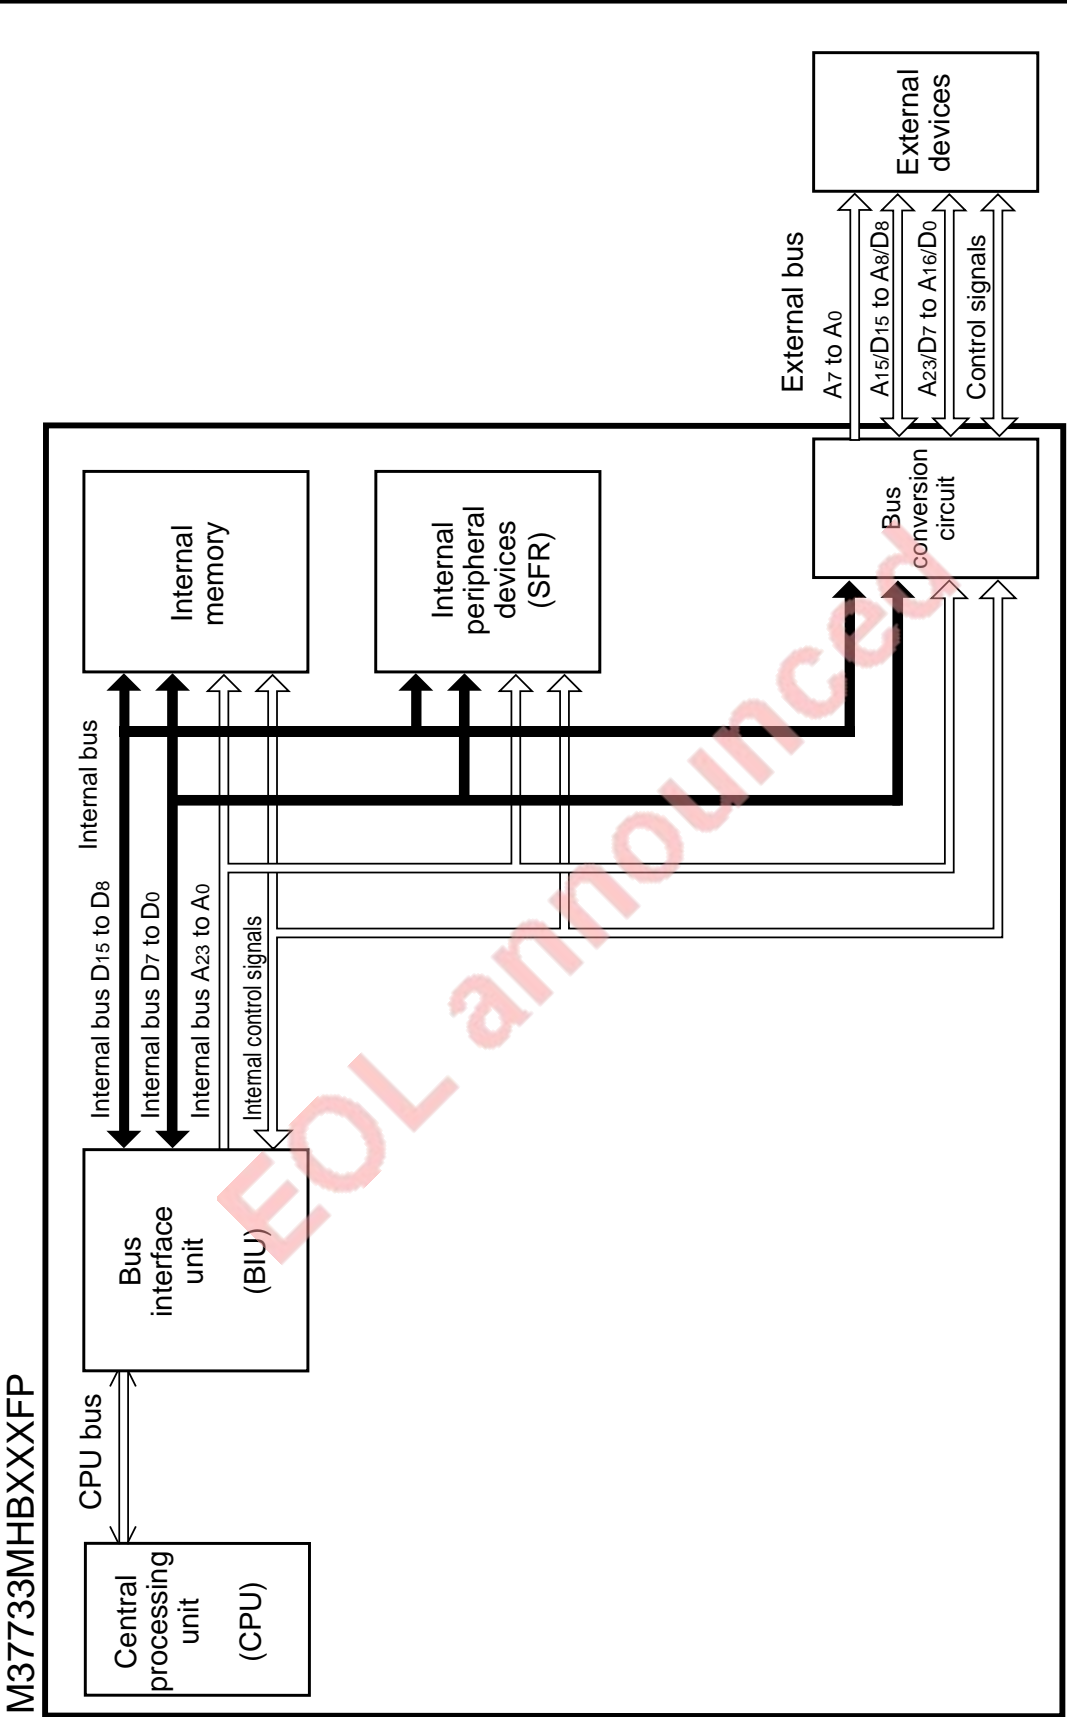 M37733MHBXXXFP
Central
processing
unit
(CPU)
CPU bus
Bus
interface
unit
(BIU)
Internal bus
Internal bus D15 to D8
Internal bus D7 to D0
Internal bus A23 to A0
Internal control signals
Internal
memory
Internal
peripheral
devices
(SFR)
Bus
conversion
circuit
External bus
A7 to A0
A15/D15 to A8/D8
A23/D7 to A16/D0
Control signals
External
devices
EOL announced